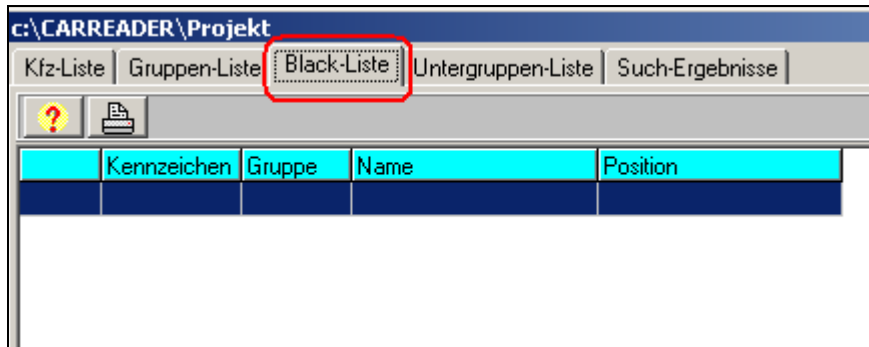 c:\CARREADER\Projekt
Kfz-Liste Gruppen-Liste Black-Liste Untergruppen-Liste Such-Ergebnisse
?
Kennzeichen Gruppe Name Position